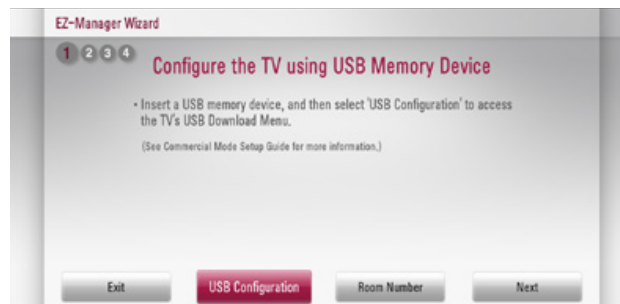 EZ-Manager Wizard
1 2 3 4
Configure the TV using USB Memory Device
• Insert a USB memory device, and then select 'USB Configuration' to access
the TV's USB Download Menu.
(See Commercial Mode Setup Guide for more information.)
Exit USB Configuration Room Number Next